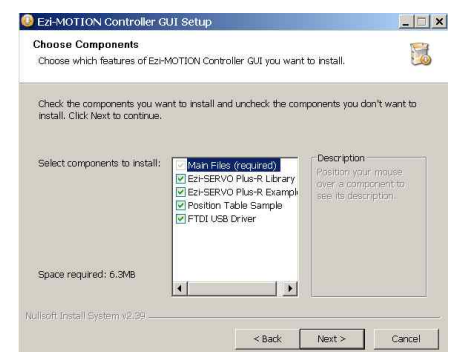 Ezi-MOTION Controller GUI Setup
Choose Components
Choose which features of Ezi-MOTION Controller GUI you want to install.
Check the components you want to install and uncheck the components you don't want to
install. Click Next to continue.
Select components to install:
Main Files (required)
Ezi-SERVO Plus-R Library
Ezi-SERVO Plus-R Exampl
Position Table Sample
FTDI USB Driver
Description
Position your mouse
over a component to
see its description.
Space required: 6.3MB
Nullsoft Install System v2.39
< Back
Next >
Cancel